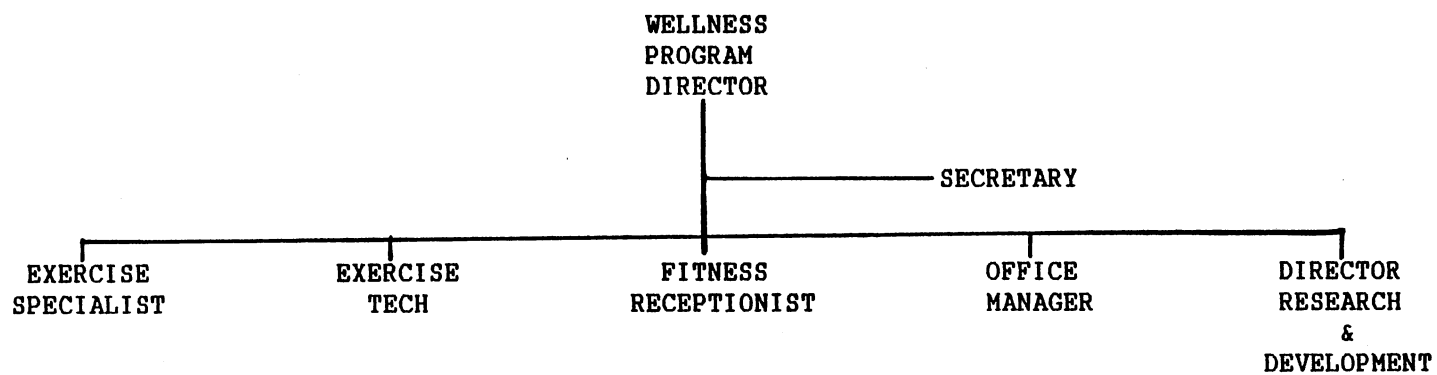 WELLNESS
PROGRAM
DIRECTOR
SECRETARY
EXERCISE
SPECIALIST
EXERCISE
TECH
FITNESS
RECEPTIONIST
OFFICE
MANAGER
DIRECTOR
RESEARCH
&
DEVELOPMENT